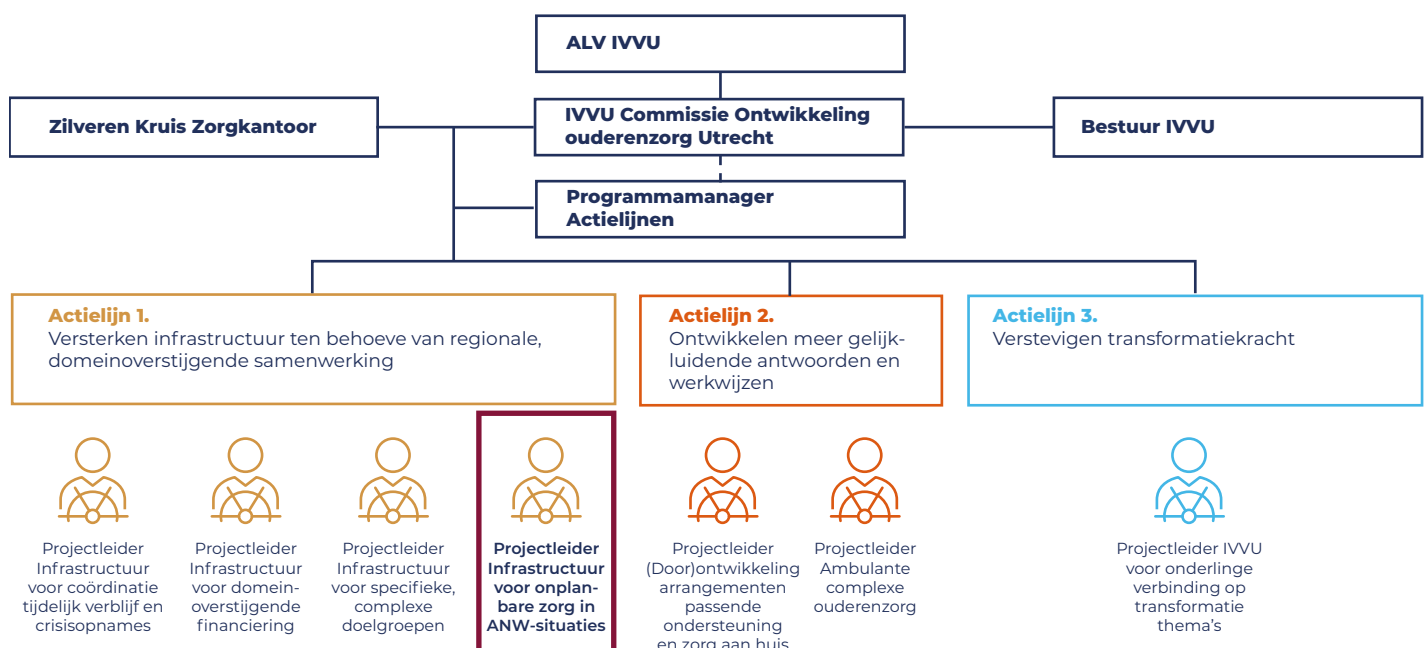 ALV IVVU
Zilveren Kruis Zorgkantoor
IVVU Commissie Ontwikkeling
ouderenzorg Utrecht
Bestuur IVVU
Programmamanager
Actielijnen
Actielijn 1.
Versterken infrastructuur ten behoeve van regionale,
domeinoverstijgende samenwerking
Actielijn 2.
Ontwikkelen meer gelijk-
luidende antwoorden en
werkwijzen
Actielijn 3.
Verstevigen transformatiekracht
Projectleider
Infrastructuur
voor coördinatie
tijdelijk verblijf en
crisisopnames
Projectleider
Infrastructuur
voor domein-
overstijgende
financiering
Projectleider
Infrastructuur
voor specifieke,
complexe
doelgroepen
Projectleider
Infrastructuur
voor onplan-
bare zorg in
ANW-situaties
Projectleider
(Door)ontwikkeling
arrangementen
passende
ondersteuning
en zorg aan huis
Projectleider
Ambulante
complexe
ouderenzorg
Projectleider IVVU
voor onderlinge
verbinding op
transformatie
thema's